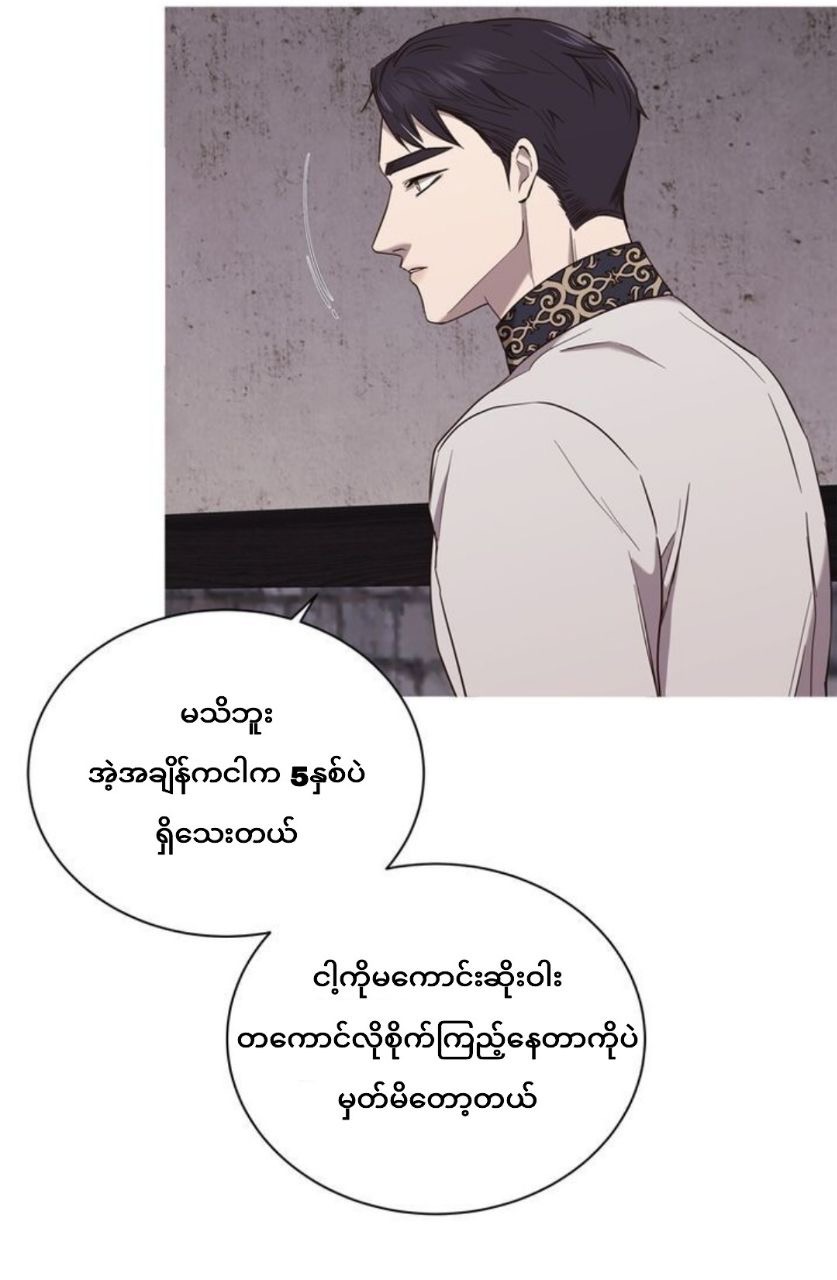 မသိဘူး
အဲ့အချိန်ကငါက 5နှစ်ပဲ
ရှိသေးတယ်
ငါ့ကိုမကောင်းဆိုးဝါး
တကောင်လိုစိုက်ကြည့်နေတာကိုပဲ
မှတ်မိတော့တယ်